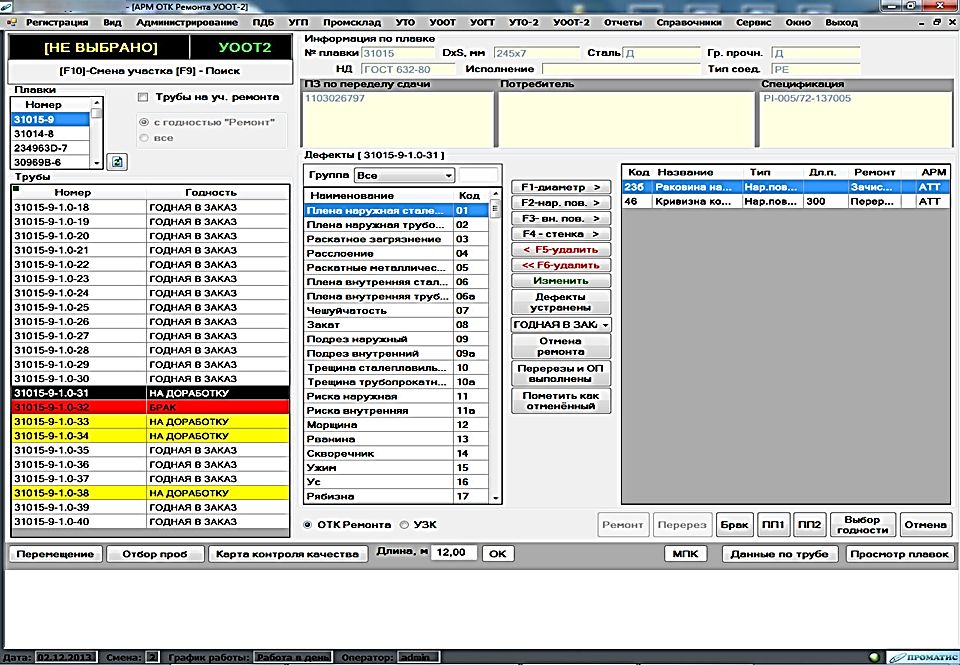 - [АРМ ОТК Ремонта УООТ-2]
Регистрация Вид Администрирование ПДБ УГП Промсклад УТО УООТ УОГТ УТО-2 УООТ-2 Отчеты Справочники Сервис Окно Выход
[НЕ ВЫБРАНО] УООТ2
[F10]-Смена участка [F9] - Поиск
Информация по плавке
№ плавки 31015 DxS, мм 245x7 Сталь Д Гр. прочн. Д
НД ГОСТ 632-80 Исполнение Тип соед. РЕ
ПЗ по переделу сдачи Потребитель Спецификация
1103026797 PI-005/72-137005
Плавки
Номер
31015-9
31014-8
234963D-7
30969B-6
Трубы на уч. ремонта
с годностью "Ремонт"
все
Трубы
Номер Годность
31015-9-1.0-18 ГОДНАЯ В ЗАКАЗ
31015-9-1.0-19 ГОДНАЯ В ЗАКАЗ
31015-9-1.0-20 ГОДНАЯ В ЗАКАЗ
31015-9-1.0-21 ГОДНАЯ В ЗАКАЗ
31015-9-1.0-22 ГОДНАЯ В ЗАКАЗ
31015-9-1.0-23 ГОДНАЯ В ЗАКАЗ
31015-9-1.0-24 ГОДНАЯ В ЗАКАЗ
31015-9-1.0-25 ГОДНАЯ В ЗАКАЗ
31015-9-1.0-26 ГОДНАЯ В ЗАКАЗ
31015-9-1.0-27 ГОДНАЯ В ЗАКАЗ
31015-9-1.0-28 ГОДНАЯ В ЗАКАЗ
31015-9-1.0-29 ГОДНАЯ В ЗАКАЗ
31015-9-1.0-30 ГОДНАЯ В ЗАКАЗ
31015-9-1.0-31 НА ДОРАБОТКУ
31015-9-1.0-32 БРАК
31015-9-1.0-33 НА ДОРАБОТКУ
31015-9-1.0-34 НА ДОРАБОТКУ
31015-9-1.0-35 ГОДНАЯ В ЗАКАЗ
31015-9-1.0-36 ГОДНАЯ В ЗАКАЗ
31015-9-1.0-37 ГОДНАЯ В ЗАКАЗ
31015-9-1.0-38 НА ДОРАБОТКУ
31015-9-1.0-39 ГОДНАЯ В ЗАКАЗ
31015-9-1.0-40 ГОДНАЯ В ЗАКАЗ
Дефекты [ 31015-9-1.0-31 ]
Группа Все
Наименование Код
Плена наружная стале... 01
Плена наружная трубо... 02
Раскатное загрязнение 03
Расслоение 04
Раскатные металличес... 05
Плена внутренняя стал... 06
Плена внутренняя труб... 06а
Чешуйчатость 07
Закат 08
Подрез наружный 09
Подрез внутренний 09а
Трещина сталеплавиль... 10
Трещина трубопрокатн... 10а
Риска наружная 11
Риска внутренняя 11а
Морщина 12
Рванина 13
Скворечник 14
Ужим 15
Ус 16
Рябизна 17
F1-диаметр >
F2-нар. пов. >
F3- вн. пов. >
F4 - стенка >
< F5-удалить
<< F6-удалить
Изменить
Дефекты
устранены
ГОДНАЯ В ЗАК
Отмена
ремонта
Перерезы и ОП
выполнены
Пометить как
отменённый
Код Название Тип Дл.п. Ремонт АРМ
23б Раковина на... Нар.пов... Зачис... АТТ
46 Кривизна ко... Нар.пов... 300 Перер... АТТ
ОТК Ремонта УЗК
Ремонт Перерез Брак ПП1 ПП2 Выбор годности Отмена
Перемещение Отбор проб Карта контроля качества Длина, м 12,00 ОК МПК Данные по трубе Просмотр плавок
Дата: 02.12.2013 Смена: 2 График работы: Работа в день Оператор: admin ПРОМАТИС